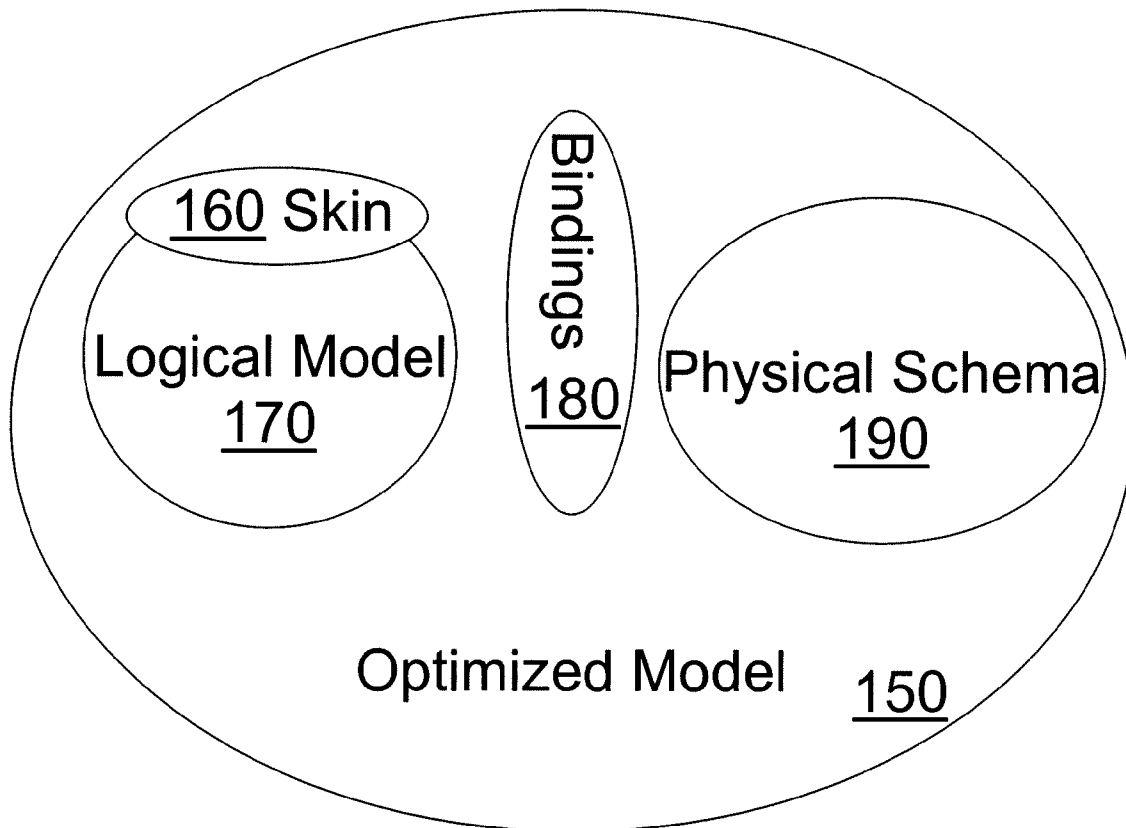 160 Skin
Logical Model
170
Bindings
180
Physical Schema
190
Optimized Model
150